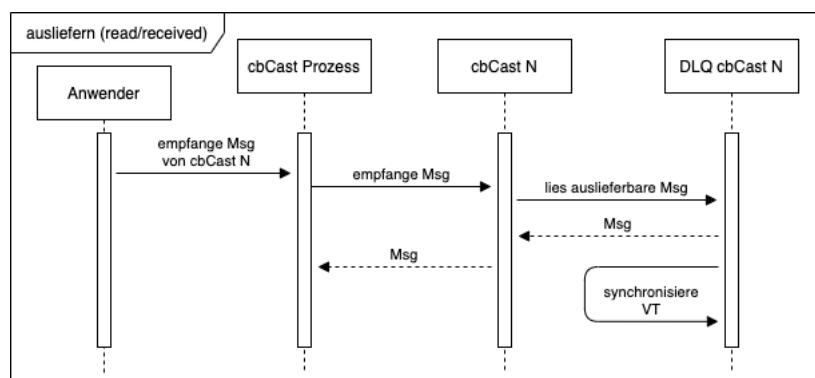 ausliefern (read/received)
Anwender
cbCast Prozess
cbCast N
DLQ cbCast N
empfange Msg
von cbCast N
empfange Msg
lies auslieferbare Msg
Msg
Msg
synchronisiere
VT